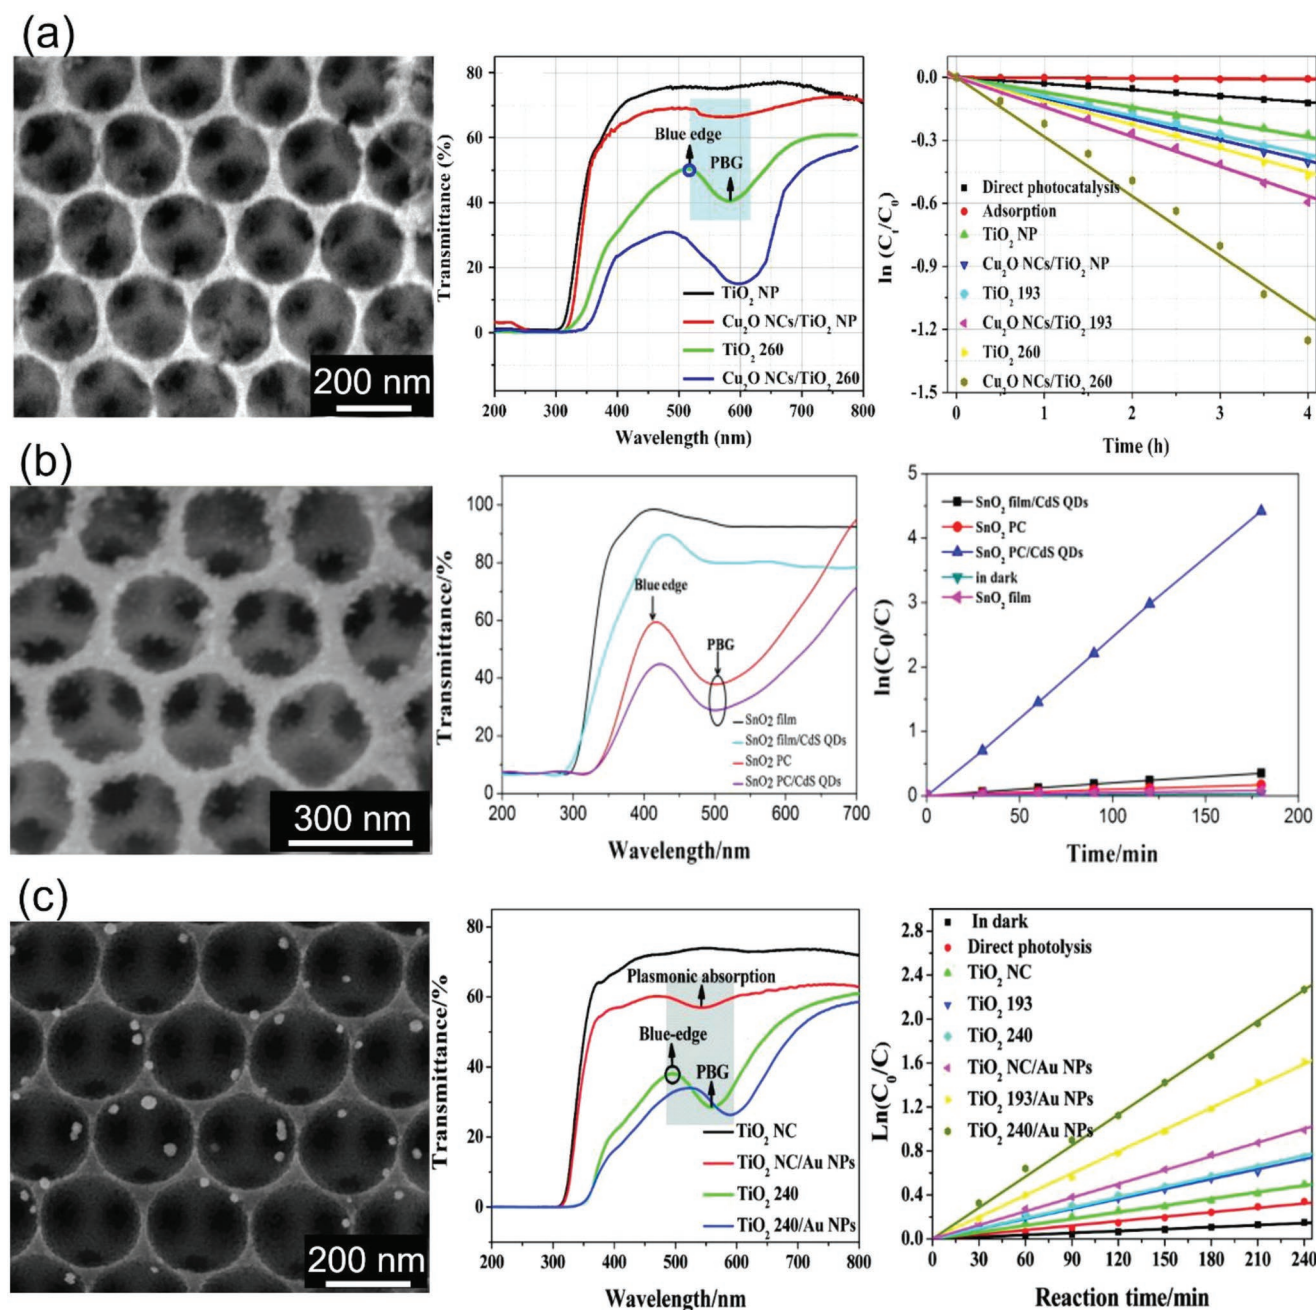 (a)
200 nm
Transmittance (%)
80
60
40
20
0
Blue edge
PBG
TiO₂ NP
Cu₂O NCs/TiO₂ NP
TiO₂ 260
Cu₂O NCs/TiO₂ 260
200 300 400 500 600 700 800
Wavelength (nm)
ln (Cₜ/C₀)
0.0
-0.3
-0.6
-0.9
-1.2
-1.5
Direct photocatalysis
Adsorption
TiO₂ NP
Cu₂O NCs/TiO₂ NP
TiO₂ 193
Cu₂O NCs/TiO₂ 193
TiO₂ 260
Cu₂O NCs/TiO₂ 260
0 1 2 3 4
Time (h)
(b)
300 nm
Transmittance/%
100
80
60
40
20
0
Blue edge
PBG
SnO₂ film
SnO₂ film/CdS QDs
SnO₂ PC
SnO₂ PC/CdS QDs
200 300 400 500 600 700
Wavelength/nm
ln(C₀/C)
5
4
3
2
1
0
SnO₂ film/CdS QDs
SnO₂ PC
SnO₂ PC/CdS QDs
in dark
SnO₂ film
0 50 100 150 200
Time/min
(c)
200 nm
Transmittance/%
80
60
40
20
0
Plasmonic absorption
Blue-edge
PBG
TiO₂ NC
TiO₂ NC/Au NPs
TiO₂ 240
TiO₂ 240/Au NPs
200 300 400 500 600 700 800
Wavelength/nm
Ln(C₀/C)
2.8
2.4
2.0
1.6
1.2
0.8
0.4
0.0
In dark
Direct photolysis
TiO₂ NC
TiO₂ 193
TiO₂ 240
TiO₂ NC/Au NPs
TiO₂ 193/Au NPs
TiO₂ 240/Au NPs
0 30 60 90 120 150 180 210 240
Reaction time/min